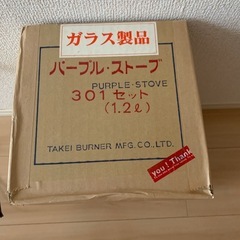 ガラス製品
パープル・ストーブ
PURPLE-STOVE
301セット
(1.2ℓ)
TAKEI BURNER MFG.CO.,LTD.
you! Thank